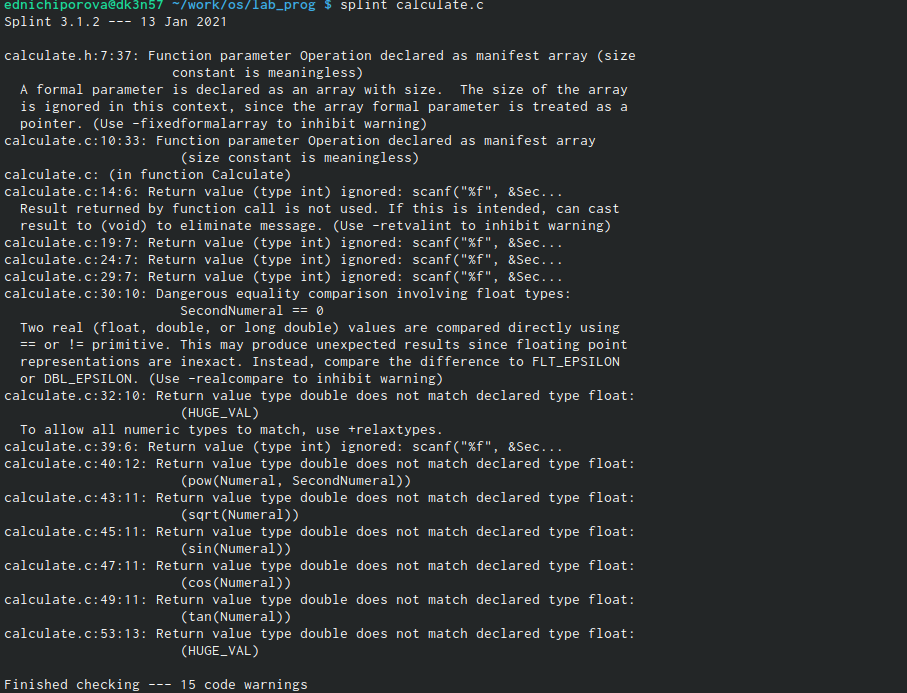 ednichiporova@dk3n57 ~/work/os/lab_prog $ splint calculate.c
Splint 3.1.2 --- 13 Jan 2021

calculate.h:7:37: Function parameter Operation declared as manifest array (size
                     constant is meaningless)
  A formal parameter is declared as an array with size.  The size of the array
  is ignored in this context, since the array formal parameter is treated as a
  pointer. (Use -fixedformalarray to inhibit warning)
calculate.c:10:33: Function parameter Operation declared as manifest array
                      (size constant is meaningless)
calculate.c: (in function Calculate)
calculate.c:14:6: Return value (type int) ignored: scanf("%f", &Sec...
  Result returned by function call is not used. If this is intended, can cast
  result to (void) to eliminate message. (Use -retvalint to inhibit warning)
calculate.c:19:7: Return value (type int) ignored: scanf("%f", &Sec...
calculate.c:24:7: Return value (type int) ignored: scanf("%f", &Sec...
calculate.c:29:7: Return value (type int) ignored: scanf("%f", &Sec...
calculate.c:30:10: Dangerous equality comparison involving float types:
                      SecondNumeral == 0
  Two real (float, double, or long double) values are compared directly using
  == or != primitive. This may produce unexpected results since floating point
  representations are inexact. Instead, compare the difference to FLT_EPSILON
  or DBL_EPSILON. (Use -realcompare to inhibit warning)
calculate.c:32:10: Return value type double does not match declared type float:
                      (HUGE_VAL)
  To allow all numeric types to match, use +relaxtypes.
calculate.c:39:6: Return value (type int) ignored: scanf("%f", &Sec...
calculate.c:40:12: Return value type double does not match declared type float:
                      (pow(Numeral, SecondNumeral))
calculate.c:43:11: Return value type double does not match declared type float:
                      (sqrt(Numeral))
calculate.c:45:11: Return value type double does not match declared type float:
                      (sin(Numeral))
calculate.c:47:11: Return value type double does not match declared type float:
                      (cos(Numeral))
calculate.c:49:11: Return value type double does not match declared type float:
                      (tan(Numeral))
calculate.c:53:13: Return value type double does not match declared type float:
                      (HUGE_VAL)

Finished checking --- 15 code warnings